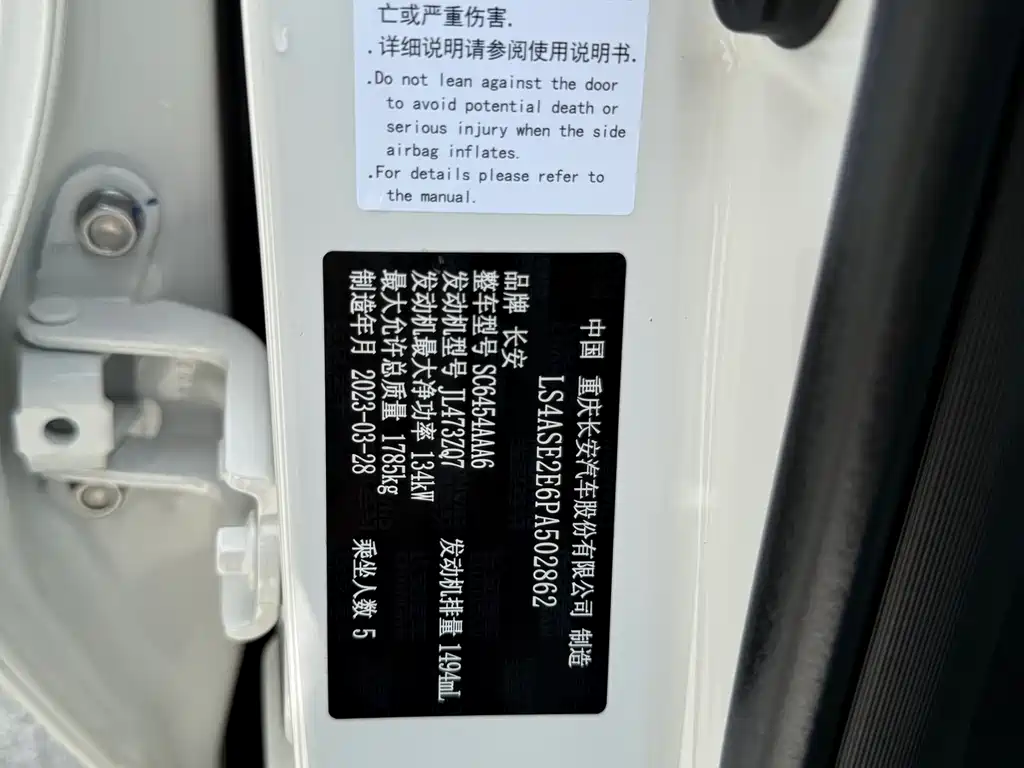 亡或严重伤害.
.详细说明请参阅使用说明书.
.Do not lean against the door
to avoid potential death or
serious injury when the side
airbag inflates.
.For details please refer to
the manual.
中国 重庆长安汽车股份有限公司 制造
LS4ASE2E6PA502862
品牌 长安
整车型号 SC6454AAA6
发动机型号 JL473ZQ7 发动机排量 1494mL
发动机最大净功率 134kW
最大允许总质量 1785kg
制造年月 2023-03-28 乘坐人数 5